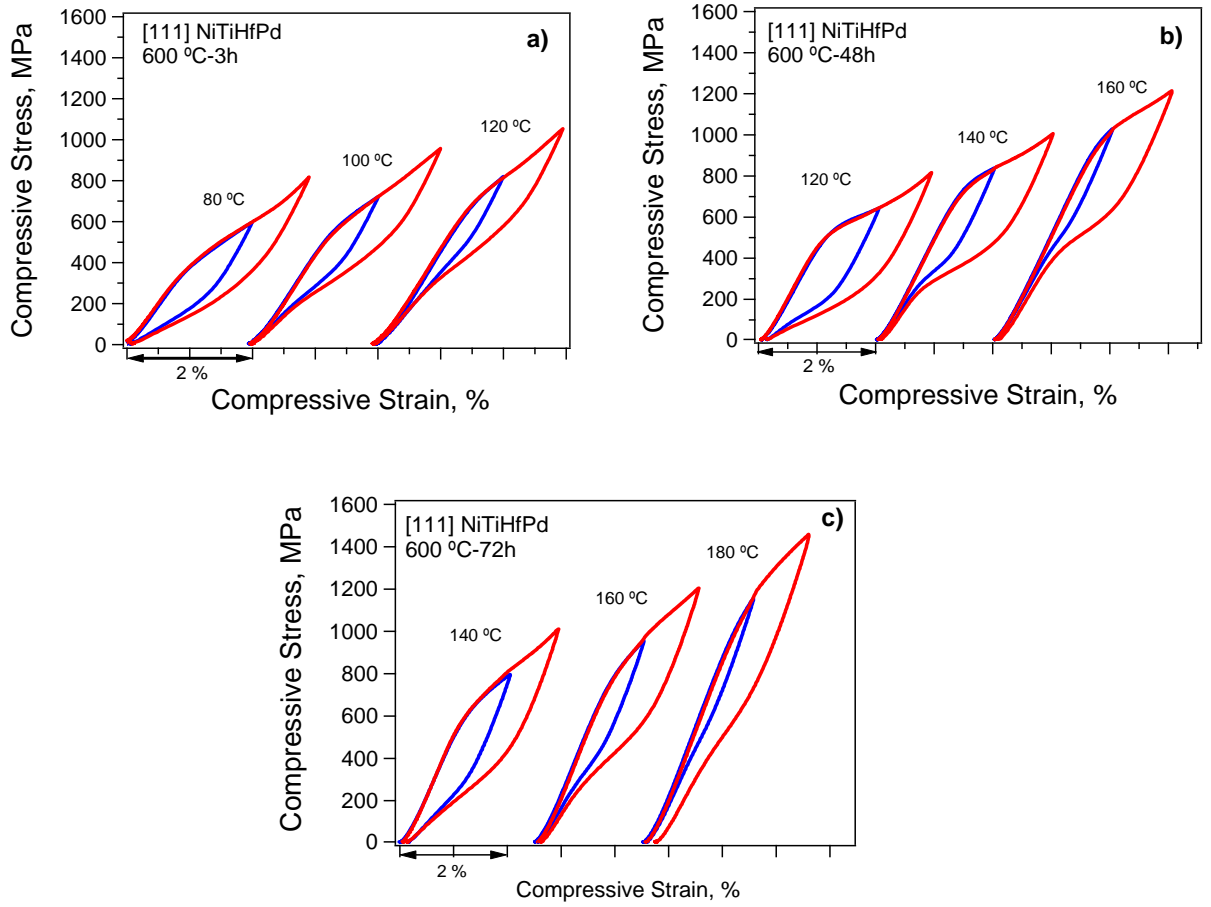 [111] NiTiHfPd
600 ºC-3h
a)
Compressive Stress, MPa
1600
1400
1200
1000
800
600
400
200
0
80 ºC
100 ºC
120 ºC
2 %
Compressive Strain, %
[111] NiTiHfPd
600 ºC-48h
b)
Compressive Stress, MPa
1600
1400
1200
1000
800
600
400
200
0
120 ºC
140 ºC
160 ºC
2 %
Compressive Strain, %
[111] NiTiHfPd
600 ºC-72h
c)
Compressive Stress, MPa
1600
1400
1200
1000
800
600
400
200
0
140 ºC
160 ºC
180 ºC
2 %
Compressive Strain, %